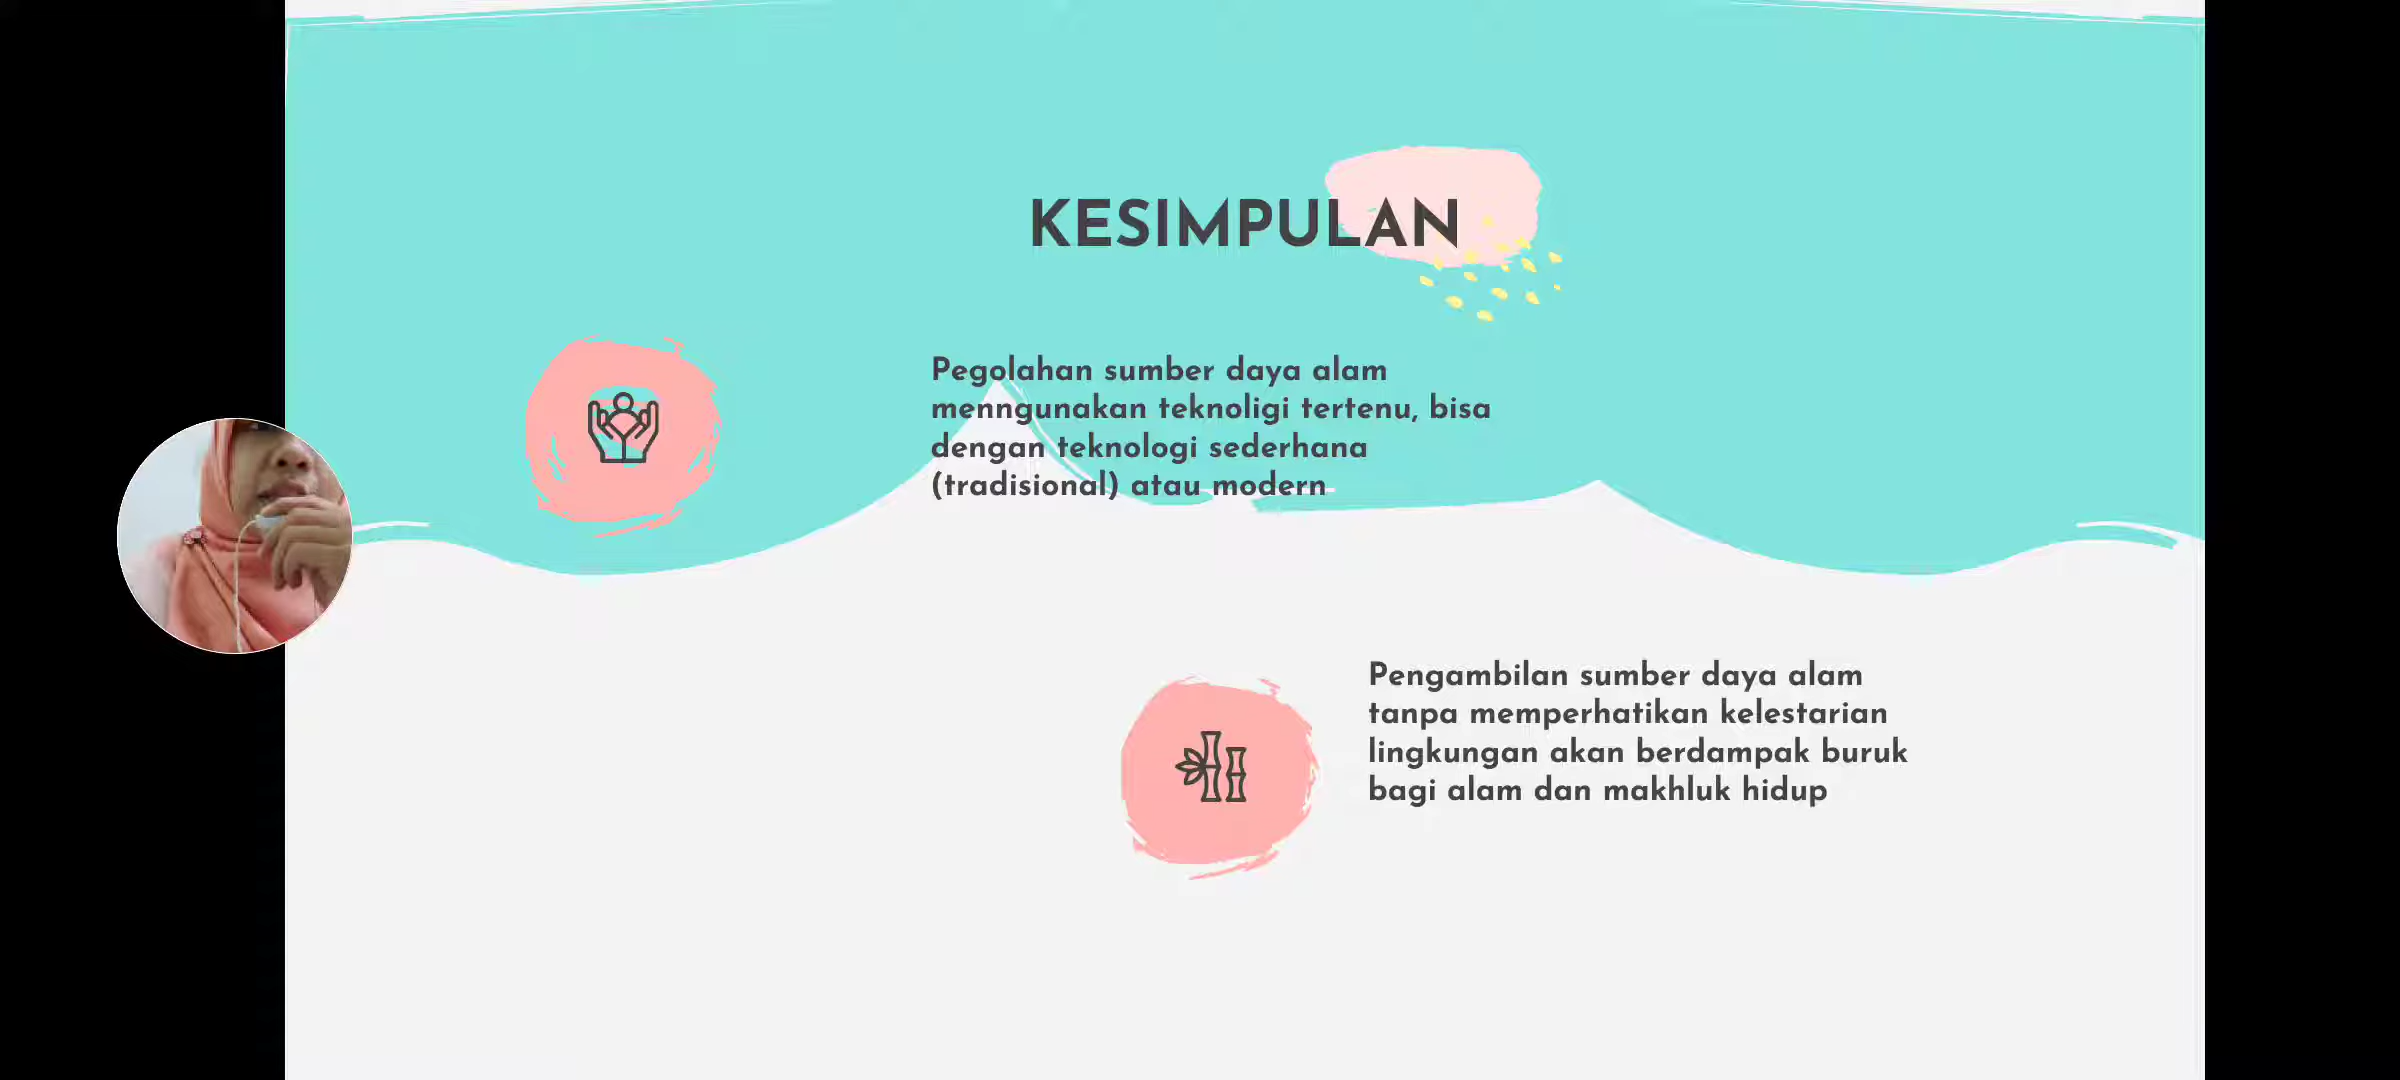 KESIMPULAN
Pegolahan sumber daya alam
menngunakan teknoligi tertenu, bisa
dengan teknologi sederhana
(tradisional) atau modern
Pengambilan sumber daya alam
tanpa memperhatikan kelestarian
lingkungan akan berdampak buruk
bagi alam dan makhluk hidup